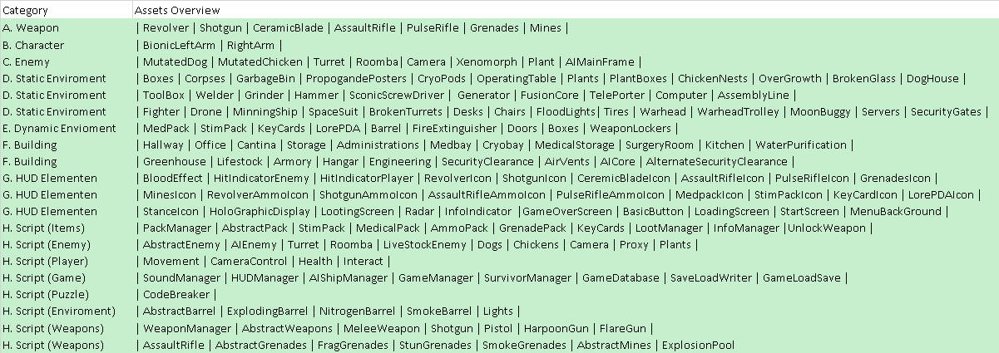 Category Assets Overview
A. Weapon | Revolver | Shotgun | CeramicBlade | AssaultRifle | PulseRifle | Grenades | Mines |
B. Character | BionicLeftArm | RightArm |
C. Enemy | MutatedDog | MutatedChicken | Turret | Roomba| Camera | Xenomorph | Plant | AIMainFrame |
D. Static Enviroment | Boxes | Corpses | GarbageBin | PropogandePosters | CryoPods | OperatingTable | Plants | PlantBoxes | ChickenNests | OverGrowth | BrokenGlass | DogHouse |
D. Static Enviroment | ToolBox | Welder | Grinder | Hammer | SconicScrewDriver | Generator | FusionCore | TelePorter | Computer | AssemblyLine |
D. Static Enviroment | Fighter | Drone | MinningShip | SpaceSuit | BrokenTurrets | Desks | Chairs | FloodLights| Tires | Warhead | WarheadTrolley | MoonBuggy | Servers | SecurityGates |
E. Dynamic Envioment | MedPack | StimPack | KeyCards | LorePDA | Barrel | FireExtinguisher | Doors | Boxes | WeaponLockers |
F. Building | Hallway | Office | Cantina | Storage | Administrations | Medbay | Cryobay | MedicalStorage | SurgeryRoom | Kitchen | WaterPurification |
F. Building | Greenhouse | Lifestock | Armory | Hangar | Engineering | SecurityClearance | AirVents | AICore | AlternateSecurityClearance |
G. HUD Elementen | BloodEffect | HitIndicatorEnemy | HitIndicatorPlayer | RevolverIcon | ShotgunIcon | CeremicBladeIcon | AssaultRifleIcon | PulseRifleIcon | GrenadesIcon |
G. HUD Elementen | MinesIcon | RevolverAmmoIcon | ShotgunAmmoIcon | AssaultRifleAmmoIcon | PulseRifleAmmoIcon | MedpackIcon | StimPackIcon | KeyCardIcon | LorePDAIcon |
G. HUD Elementen | StanceIcon | HoloGraphicDisplay | LootingScreen | Radar | InfoIndicator |GameOverScreen | BasicButton | LoadingScreen | StartScreen | MenuBackGround |
H. Script (Items) | PackManager | AbstractPack | StimPack | MedicalPack | AmmoPack | GrenadePack | KeyCards | LootManager | InfoManager |UnlockWeapon |
H. Script (Enemy) | AbstractEnemy | AIEnemy | Turret | Roomba | LiveStockEnemy | Dogs | Chickens | Camera | Proxy | Plants |
H. Script (Player) | Movement | CameraControl | Health | Interact |
H. Script (Game) | SoundManager | HUDManager | AIShipManager | GameManager | SurvivorManager | GameDatabase | SaveLoadWriter | GameLoadSave |
H. Script (Puzzle) | CodeBreaker |
H. Script (Enviroment) | AbstractBarrel | ExplodingBarrel | NitrogenBarrel | SmokeBarrel | Lights |
H. Script (Weapons) | WeaponManager | AbstractWeapons | MeleeWeapon | Shotgun | Pistol | HarpoonGun | FlareGun |
H. Script (Weapons) | AssaultRifle | AbstractGrenades | FragGrenades | StunGrenades | SmokeGrenades | AbstractMines | ExplosionPool